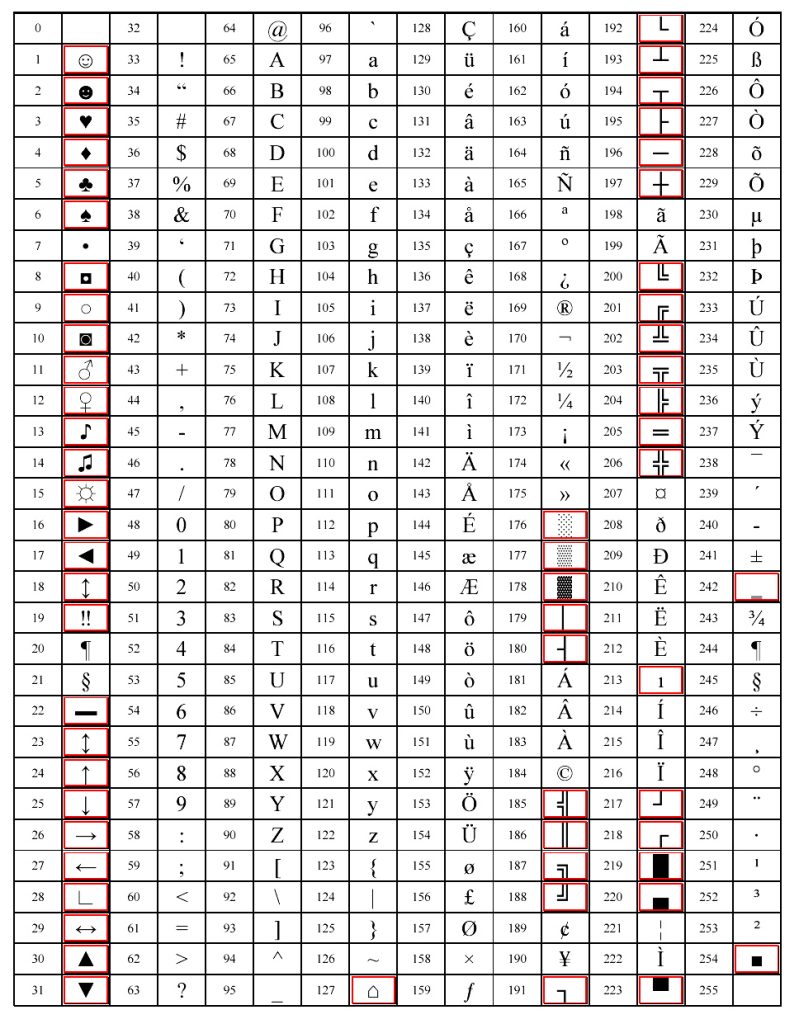 0 32 64 @ 96 ` 128 Ç 160 á 192 └ 224 Ó
1 ☺ 33 ! 65 A 97 a 129 ü 161 í 193 ┴ 225 ß
2 ☻ 34 “ 66 B 98 b 130 é 162 ó 194 ┬ 226 Ô
3 ♥ 35 # 67 C 99 c 131 â 163 ú 195 ├ 227 Ò
4 ♦ 36 $ 68 D 100 d 132 ä 164 ñ 196 ─ 228 õ
5 ♣ 37 % 69 E 101 e 133 à 165 Ñ 197 ┼ 229 Õ
6 ♠ 38 & 70 F 102 f 134 å 166 ª 198 ã 230 µ
7 • 39 ‘ 71 G 103 g 135 ç 167 º 199 Ã 231 þ
8 ◘ 40 ( 72 H 104 h 136 ê 168 ¿ 200 ╚ 232 Þ
9 ○ 41 ) 73 I 105 i 137 ë 169 ® 201 ╔ 233 Ú
10 ◙ 42 * 74 J 106 j 138 è 170 ¬ 202 ╩ 234 Û
11 ♂ 43 + 75 K 107 k 139 ï 171 ½ 203 ╦ 235 Ù
12 ♀ 44 , 76 L 108 l 140 î 172 ¼ 204 ╠ 236 ý
13 ♪ 45 - 77 M 109 m 141 ì 173 ¡ 205 ═ 237 Ý
14 ♫ 46 . 78 N 110 n 142 Ä 174 « 206 ╬ 238 ¯
15 ☼ 47 / 79 O 111 o 143 Å 175 » 207 ¤ 239 ´
16 ► 48 0 80 P 112 p 144 É 176 ░ 208 ð 240 -
17 ◄ 49 1 81 Q 113 q 145 æ 177 ▒ 209 Ð 241 ±
18 ↕ 50 2 82 R 114 r 146 Æ 178 ▓ 210 Ê 242 ‗
19 ‼ 51 3 83 S 115 s 147 ô 179 │ 211 Ë 243 ¾
20 ¶ 52 4 84 T 116 t 148 ö 180 ┤ 212 È 244 ¶
21 § 53 5 85 U 117 u 149 ò 181 Á 213 ı 245 §
22 ▬ 54 6 86 V 118 v 150 û 182 Â 214 Í 246 ÷
23 ↨ 55 7 87 W 119 w 151 ù 183 À 215 Î 247 ¸
24 ↑ 56 8 88 X 120 x 152 ÿ 184 © 216 Ï 248 °
25 ↓ 57 9 89 Y 121 y 153 Ö 185 ╣ 217 ┘ 249 ¨
26 → 58 : 90 Z 122 z 154 Ü 186 ║ 218 ┌ 250 ·
27 ← 59 ; 91 [ 123 { 155 ø 187 ╗ 219 █ 251 ¹
28 ∟ 60 < 92 \ 124 | 156 £ 188 ╝ 220 ▄ 252 ³
29 ↔ 61 = 93 ] 125 } 157 Ø 189 ¢ 221 ¦ 253 ²
30 ▲ 62 > 94 ^ 126 ~ 158 × 190 ¥ 222 Ì 254 ■
31 ▼ 63 ? 95 _ 127 ⌂ 159 ƒ 191 ┐ 223 ▀ 255